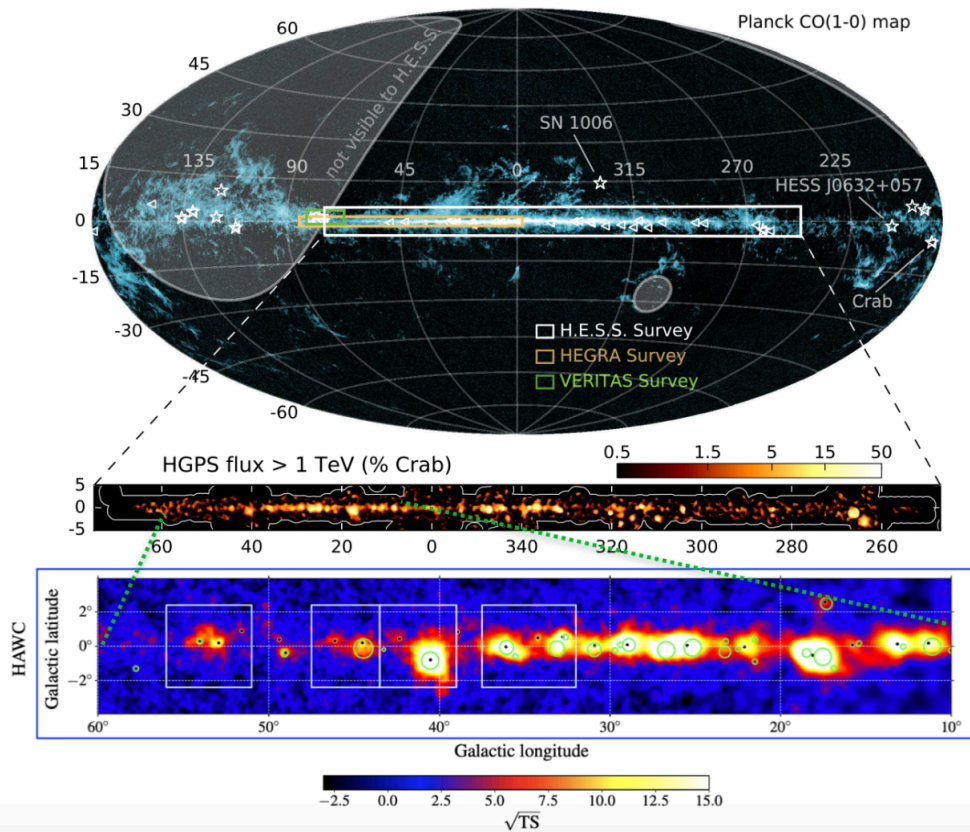 Planck CO(1-0) map
60
45
30
15
0
-15
-30
-45
-60
not visible to H.E.S.S.
SN 1006
135
90
45
0
315
270
225
HESS J0632+057
Crab
H.E.S.S. Survey
HEGRA Survey
VERITAS Survey
HGPS flux > 1 TeV (% Crab)
0.5 1.5 5 15 50
5
0
-5
60 40 20 0 340 320 300 280 260
HAWC
Galactic latitude
2°
0°
−2°
60° 50° 40° 30° 20° 10°
Galactic longitude
−2.5 0.0 2.5 5.0 7.5 10.0 12.5 15.0
√TS